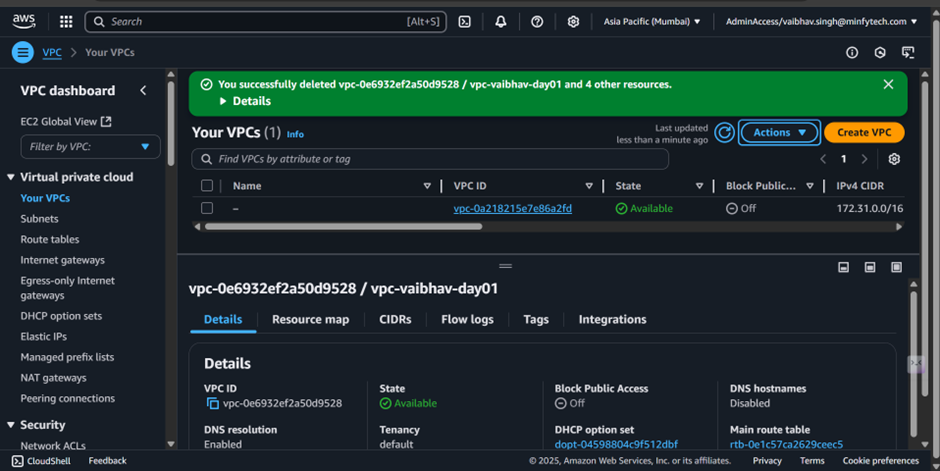 aws
Search [Alt+S]
Asia Pacific (Mumbai) ▼
AdminAccess/vaibhav.singh@minfytech.com ▼
VPC > Your VPCs
VPC dashboard
EC2 Global View
Filter by VPC:
Virtual private cloud
Your VPCs
Subnets
Route tables
Internet gateways
Egress-only Internet
gateways
DHCP option sets
Elastic IPs
Managed prefix lists
NAT gateways
Peering connections
Security
Network ACLs
You successfully deleted vpc-0e6932ef2a50d9528 / vpc-vaibhav-day01 and 4 other resources.
Details
Your VPCs (1) Info
Last updated
less than a minute ago
Actions
Create VPC
Find VPCs by attribute or tag
1
Name VPC ID State Block Public... IPv4 CIDR
– vpc-0a218215e7e86a2fd Available Off 172.31.0.0/16
vpc-0e6932ef2a50d9528 / vpc-vaibhav-day01
Details Resource map CIDRs Flow logs Tags Integrations
Details
VPC ID State Block Public Access DNS hostnames
vpc-0e6932ef2a50d9528 Available Off Disabled
DNS resolution Tenancy DHCP option set Main route table
Enabled default dopt-04598804c9f512dbf rtb-0e1c57ca2629ceec5
CloudShell Feedback © 2025, Amazon Web Services, Inc. or its affiliates. Privacy Terms Cookie preferences